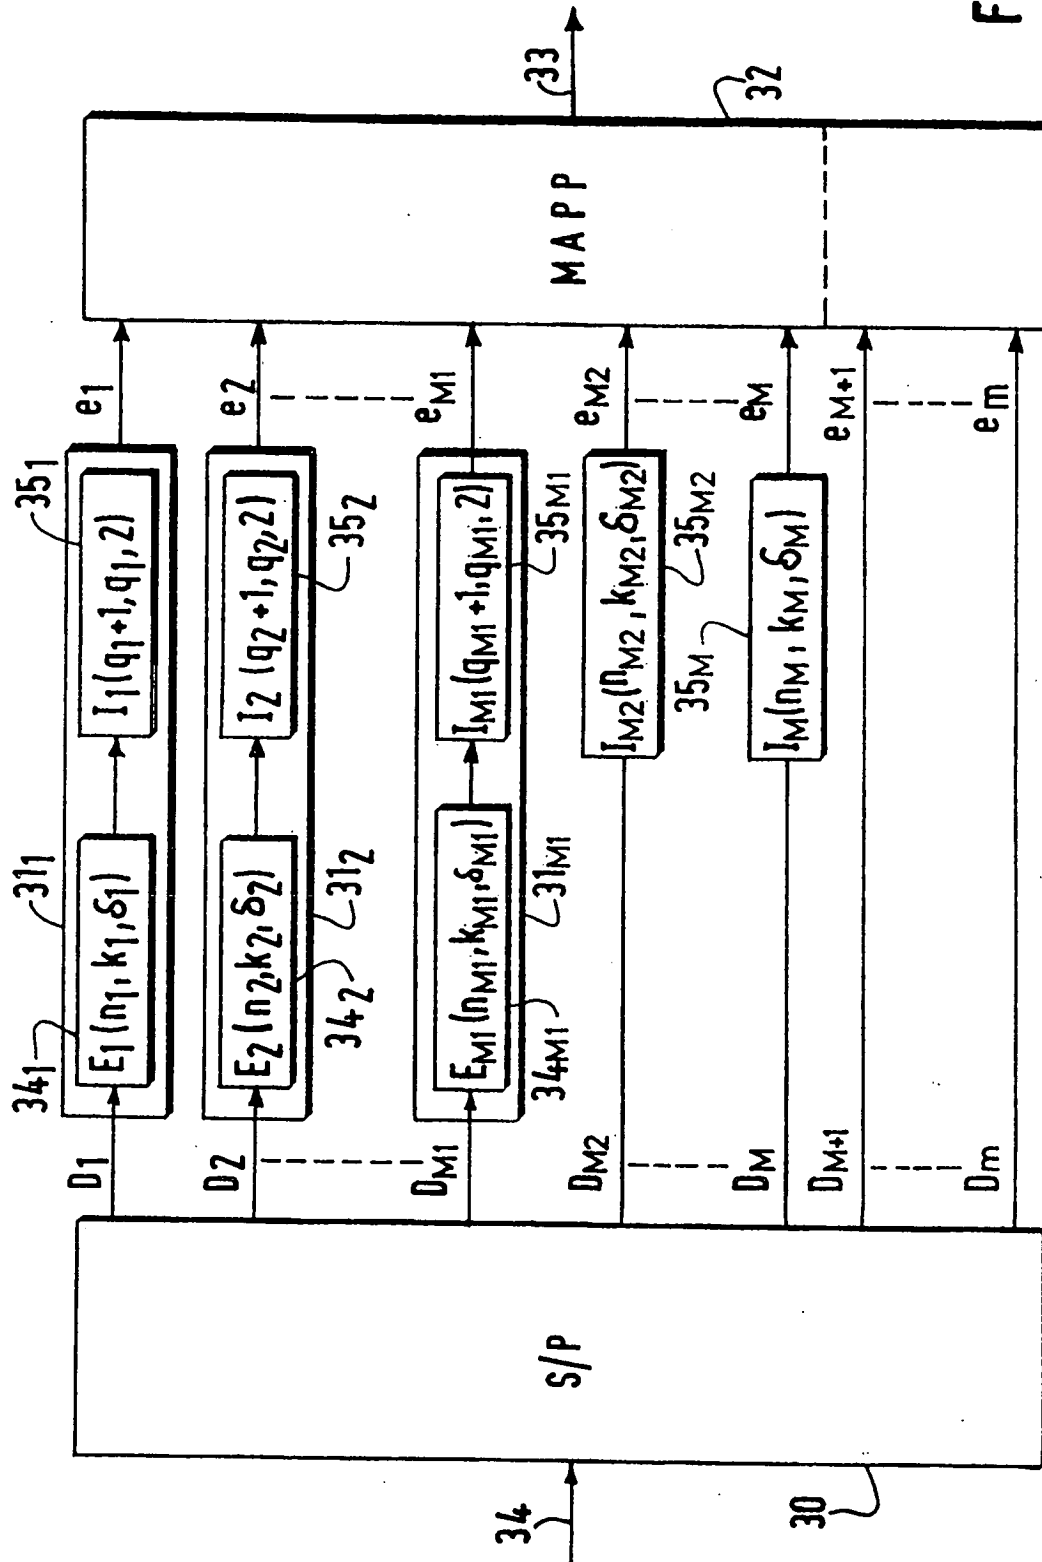 34
30
S/P
D1
D2
DM1
DM2
DM
DM+1
Dm
311
341
E1(n1, k1, δ1)
351
I1(q1+1, q1, 2)
e1
E2(n2, k2, δ2)
342
312
I2 (q2+1, q2, 2)
352
e2
EM1(nM1, kM1, δM1)
34M1
31M1
IM1(qM1+1, qM1, 2)
35M1
eM1
IM2(nM2, kM2, δM2)
35M2
eM2
35M
IM(nM, kM, δM)
eM
eM+1
em
MAPP
32
33
F